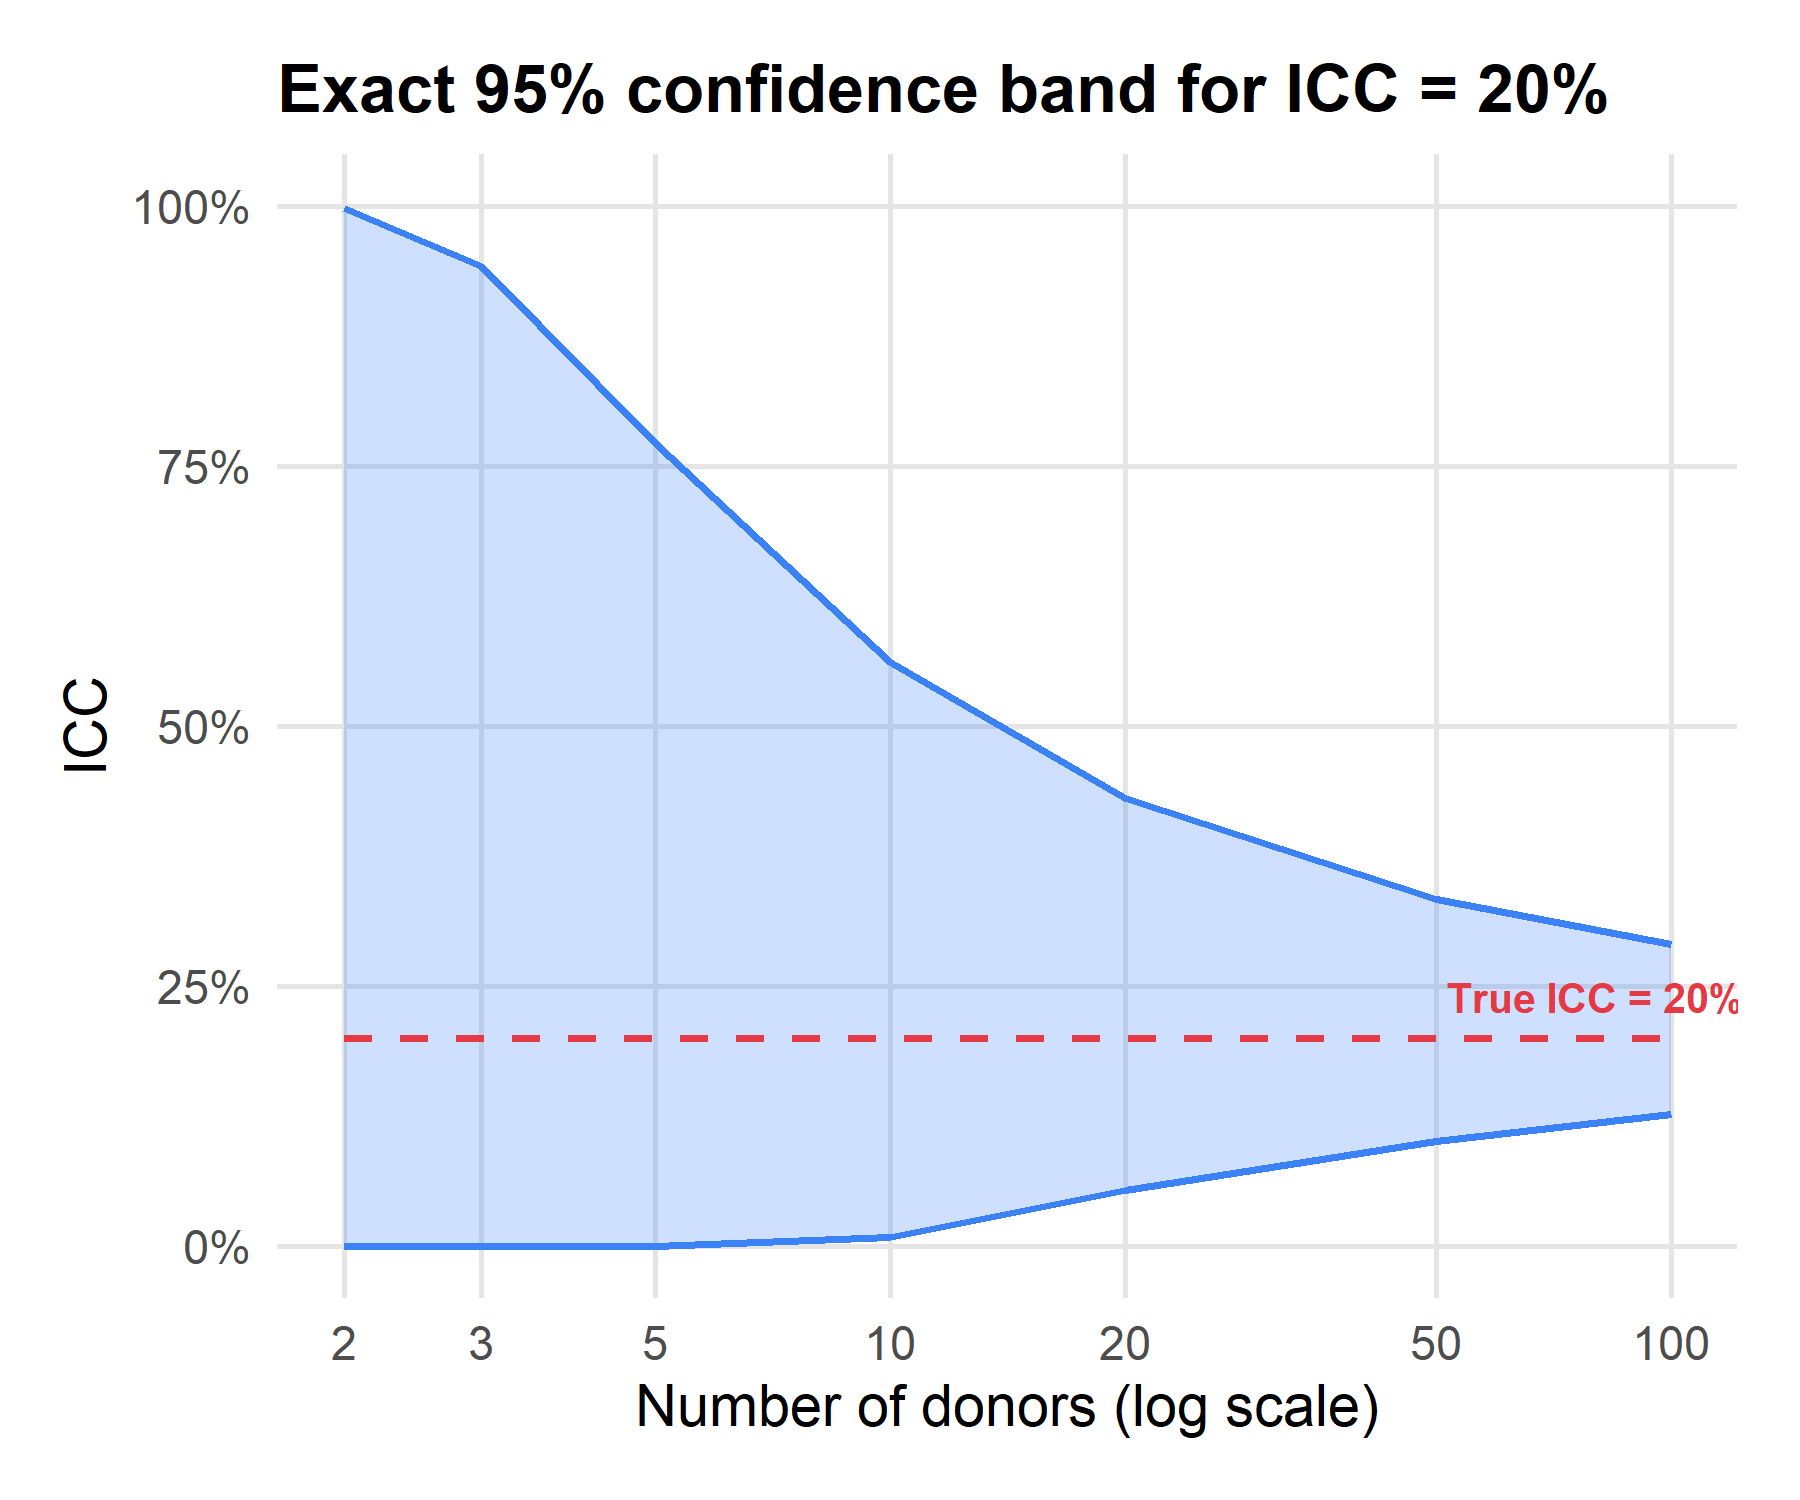 Exact 95% confidence band for ICC = 20%
100%
75%
50%
25%
0%
ICC
True ICC = 20%
2 3 5 10 20 50 100
Number of donors (log scale)